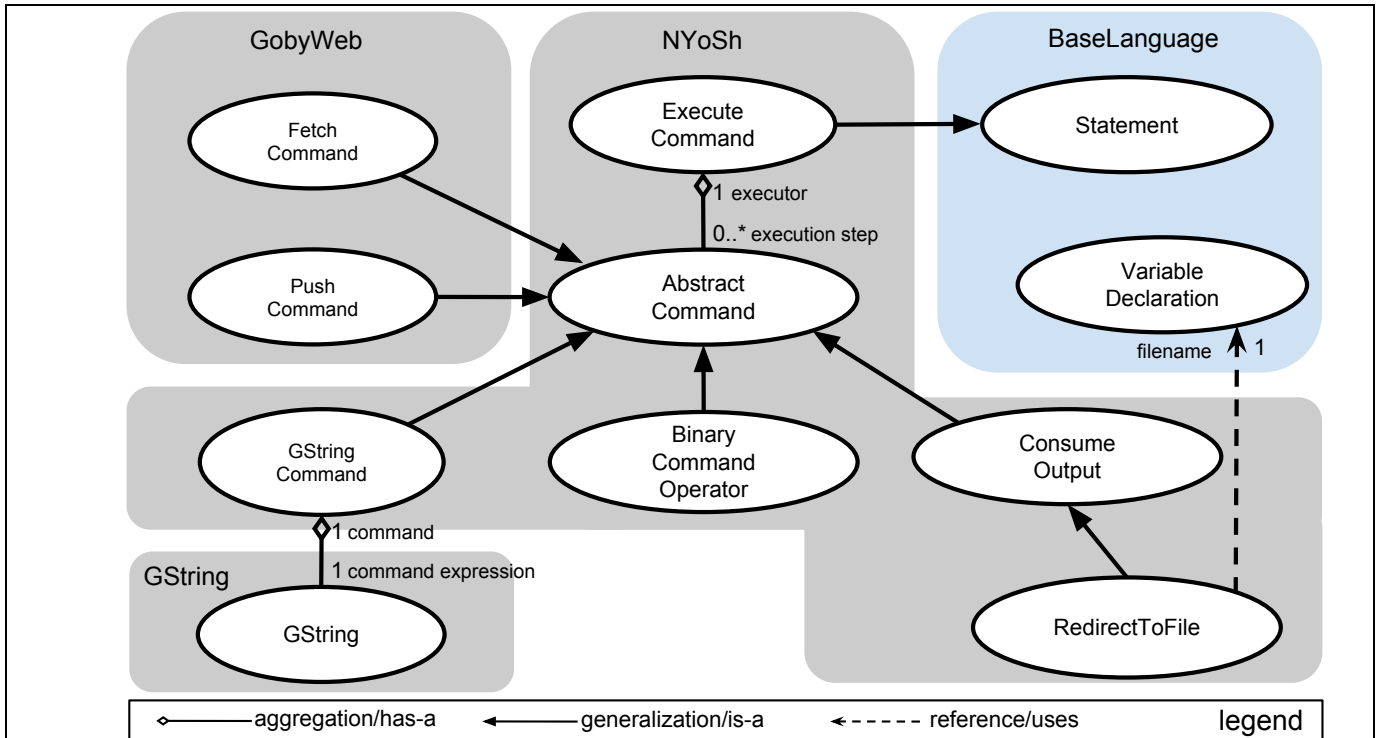 GobyWeb
NYoSh
BaseLanguage
Fetch
Command
Execute
Command
Statement
1 executor
0..* execution step
Push
Command
Abstract
Command
Variable
Declaration
filename 1
GString
Command
Binary
Command
Operator
Consume
Output
1 command
1 command expression
GString
GString
RedirectToFile
aggregation/has-a
generalization/is-a
reference/uses
legend